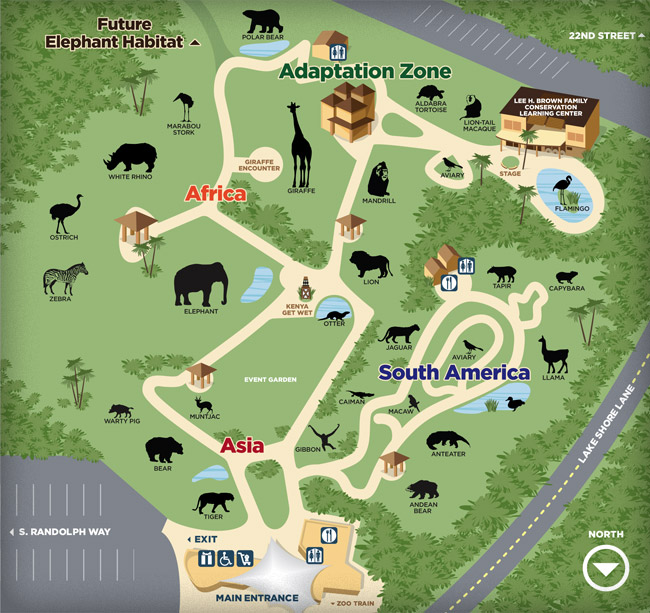 Future
Elephant Habitat
POLAR BEAR
22ND STREET
Adaptation Zone
MARABOU
STORK
ALDABRA
TORTOISE
LION-TAIL
MACAQUE
LEE H. BROWN FAMILY
CONSERVATION
LEARNING CENTER
WHITE RHINO
GIRAFFE
ENCOUNTER
GIRAFFE
MANDRILL
AVIARY
STAGE
FLAMINGO
Africa
OSTRICH
ZEBRA
ELEPHANT
KENYA
GET WET
LION
OTTER
TAPIR
CAPYBARA
JAGUAR
AVIARY
LLAMA
South America
EVENT GARDEN
WARTY PIG
MUNTJAC
CAIMAN
MACAW
Asia
GIBBON
ANTEATER
BEAR
TIGER
ANDEAN
BEAR
LAKE SHORE LANE
S. RANDOLPH WAY
EXIT
MAIN ENTRANCE
ZOO TRAIN
NORTH